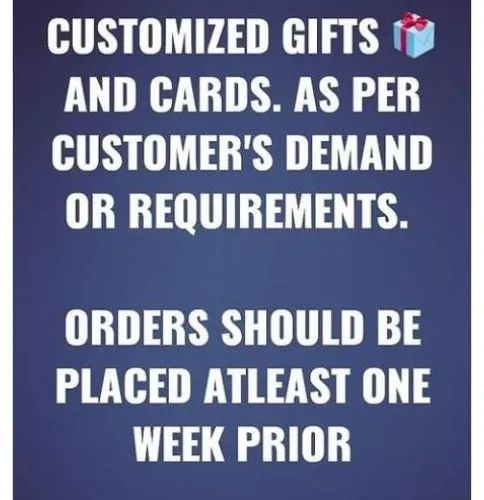 CUSTOMIZED GIFTS 🎁
AND CARDS. AS PER
CUSTOMER'S DEMAND
OR REQUIREMENTS.
ORDERS SHOULD BE
PLACED ATLEAST ONE
WEEK PRIOR